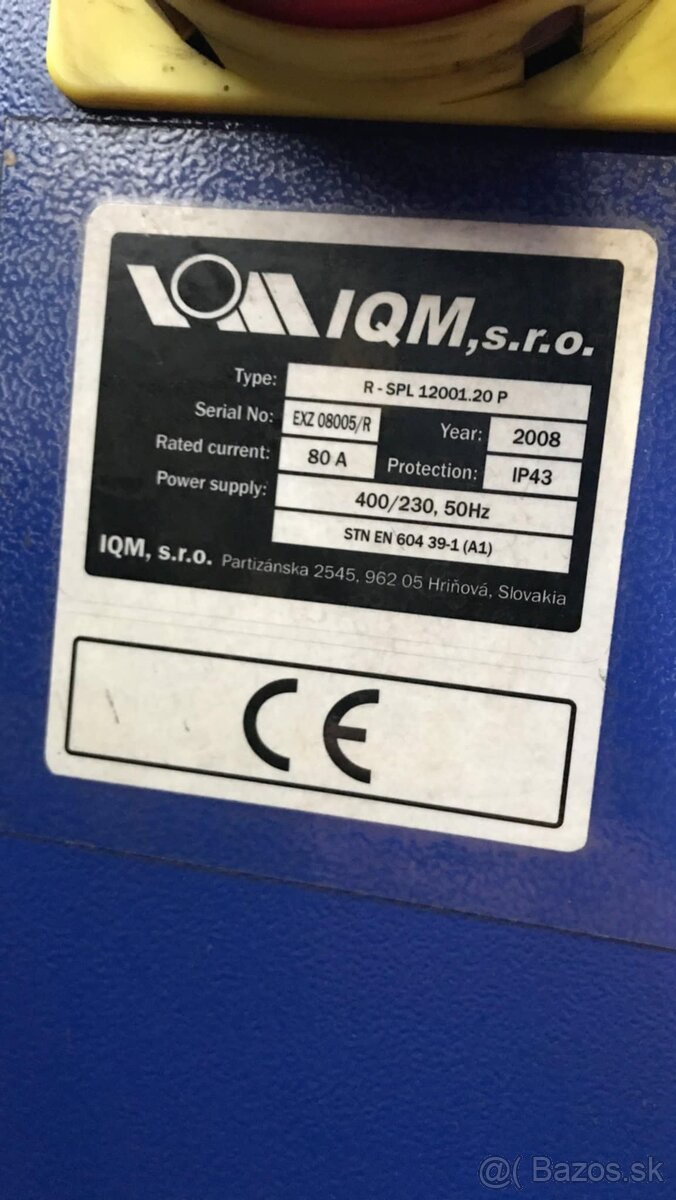 IQM, s.r.o.
Type: R - SPL 12001.20 P
Serial No: EXZ 08005/R Year: 2008
Rated current: 80 A Protection: IP43
Power supply: 400/230, 50Hz
STN EN 604 39-1 (A1)
IQM, s.r.o. Partizánska 2545, 962 05 Hriňová, Slovakia
CE
@( Bazos.sk